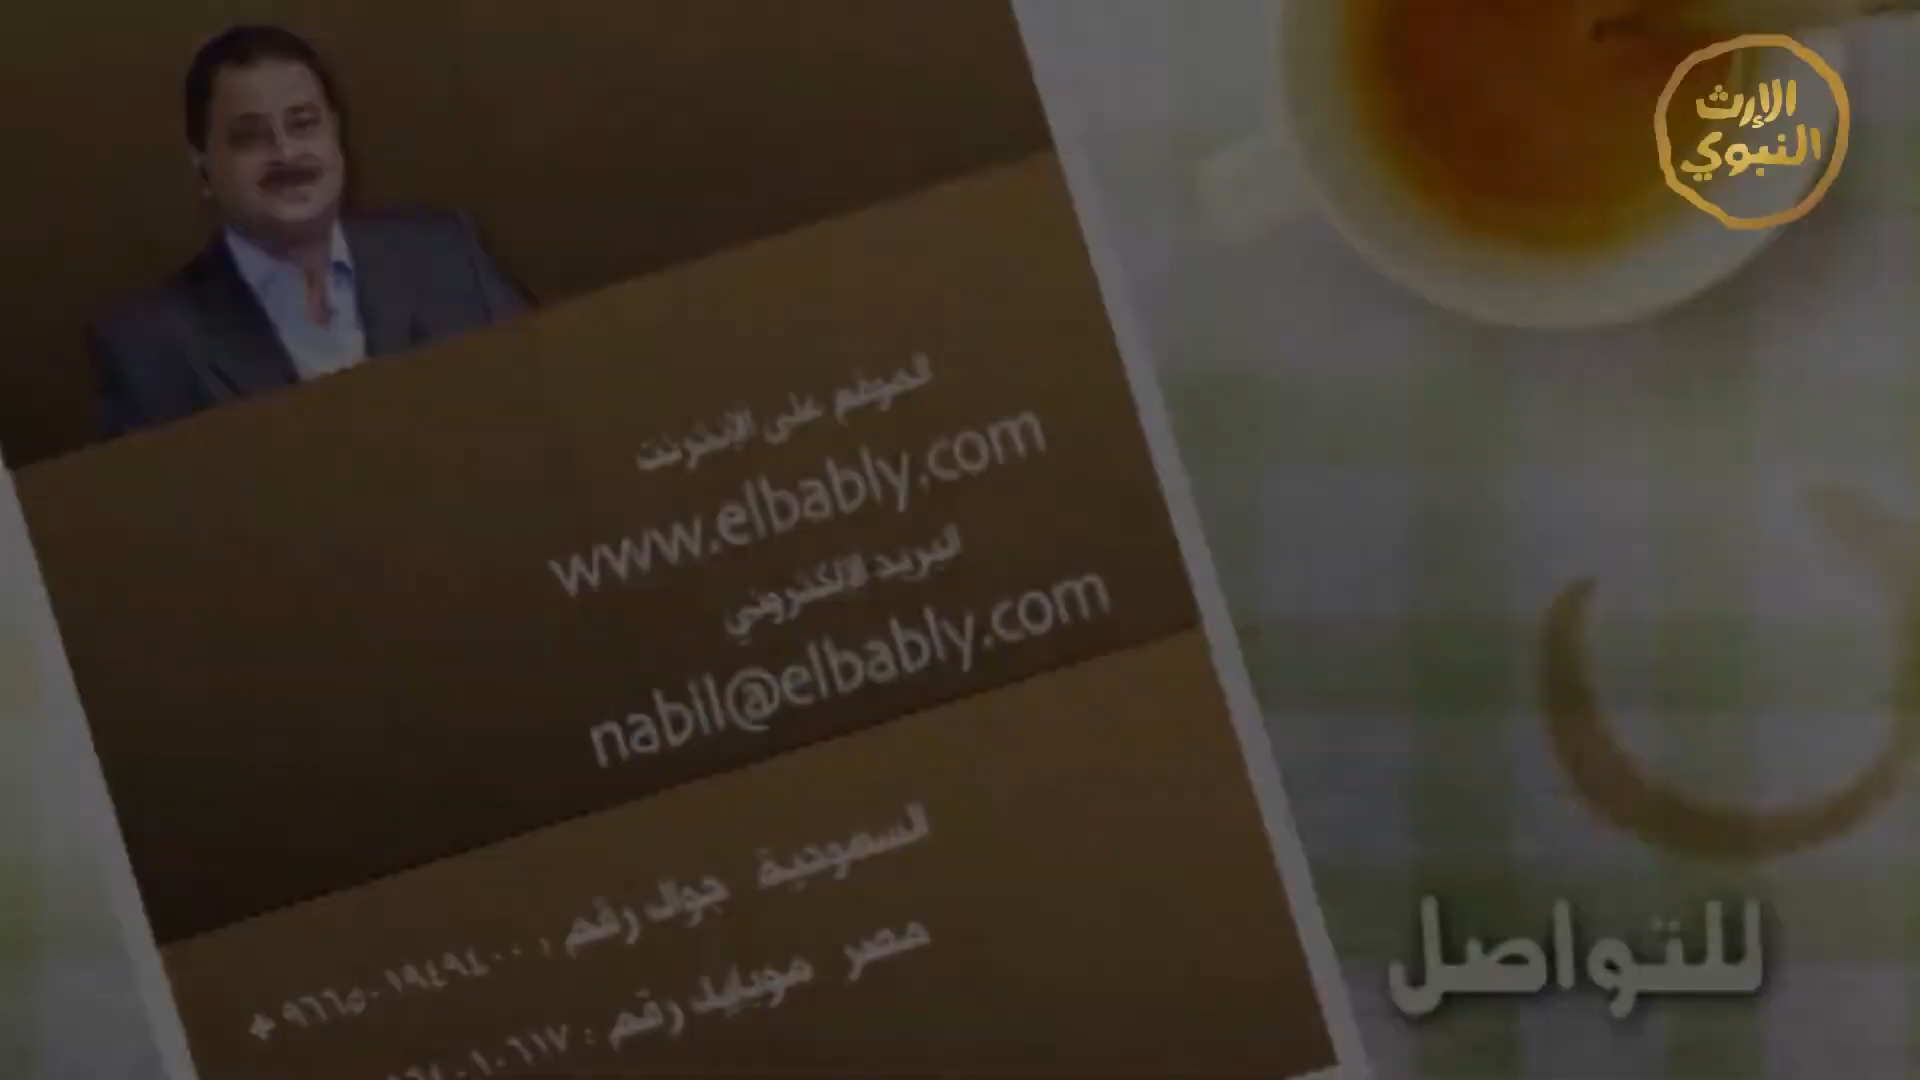 الإرث
النبوي
الموقع على الإنترنت
www.elbably.com
البريد الالكتروني
nabil@elbably.com
السعودية جوال رقم : ٩٦٦٥٠١٩٤٩٤٠٠ +
مصر موبايل رقم :
للتواصل